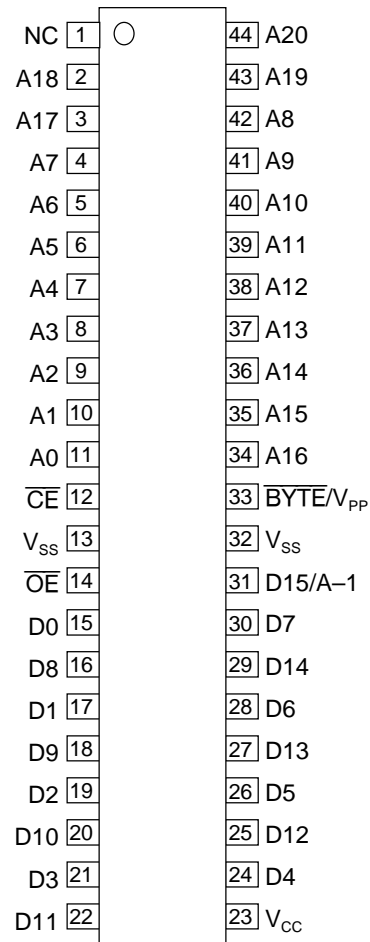 NC 1 44 A20
A18 2 43 A19
A17 3 42 A8
A7 4 41 A9
A6 5 40 A10
A5 6 39 A11
A4 7 38 A12
A3 8 37 A13
A2 9 36 A14
A1 10 35 A15
A0 11 34 A16
C̅E̅ 12 33 B̅Y̅T̅E̅/VPP
VSS 13 32 VSS
O̅E̅ 14 31 D15/A–1
D0 15 30 D7
D8 16 29 D14
D1 17 28 D6
D9 18 27 D13
D2 19 26 D5
D10 20 25 D12
D3 21 24 D4
D11 22 23 VCC